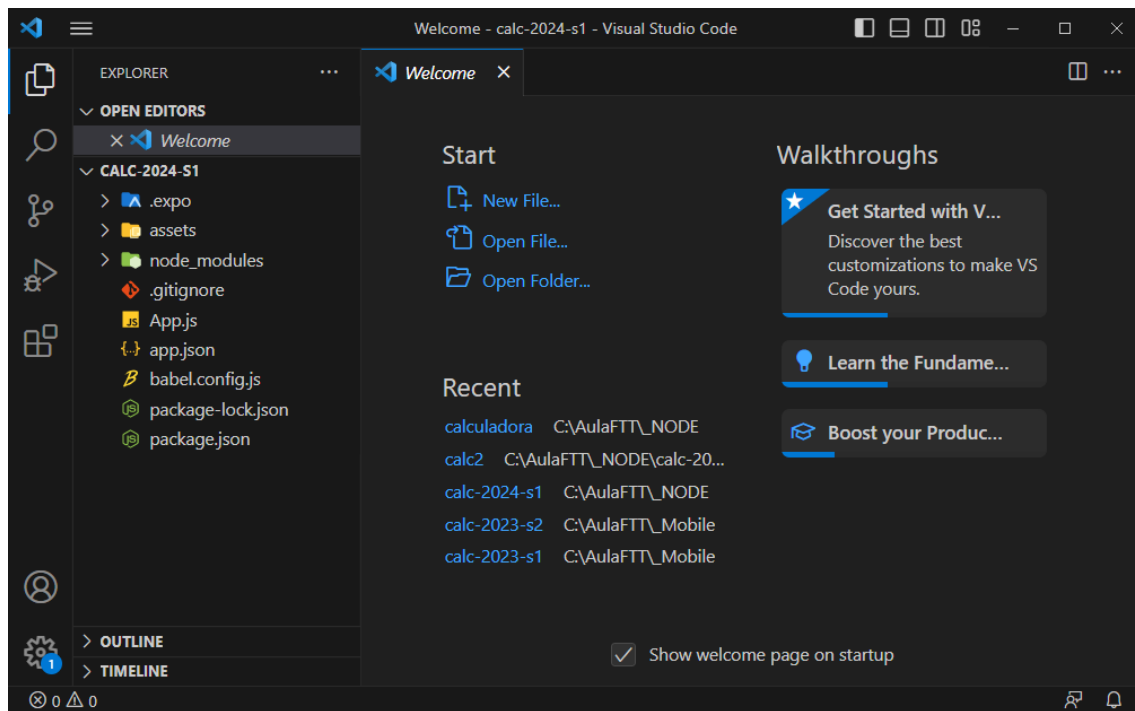 Welcome - calc-2024-s1 - Visual Studio Code
EXPLORER
Welcome
OPEN EDITORS
Welcome
CALC-2024-S1
.expo
assets
node_modules
.gitignore
JS App.js
{..} app.json
babel.config.js
package-lock.json
package.json
OUTLINE
TIMELINE
Start
New File...
Open File...
Open Folder...
Recent
calculadora C:\AulaFTT\_NODE
calc2 C:\AulaFTT\_NODE\calc-20...
calc-2024-s1 C:\AulaFTT\_NODE
calc-2023-s2 C:\AulaFTT\_Mobile
calc-2023-s1 C:\AulaFTT\_Mobile
Walkthroughs
Get Started with V...
Discover the best
customizations to make VS
Code yours.
Learn the Fundame...
Boost your Produc...
Show welcome page on startup
1
0 0